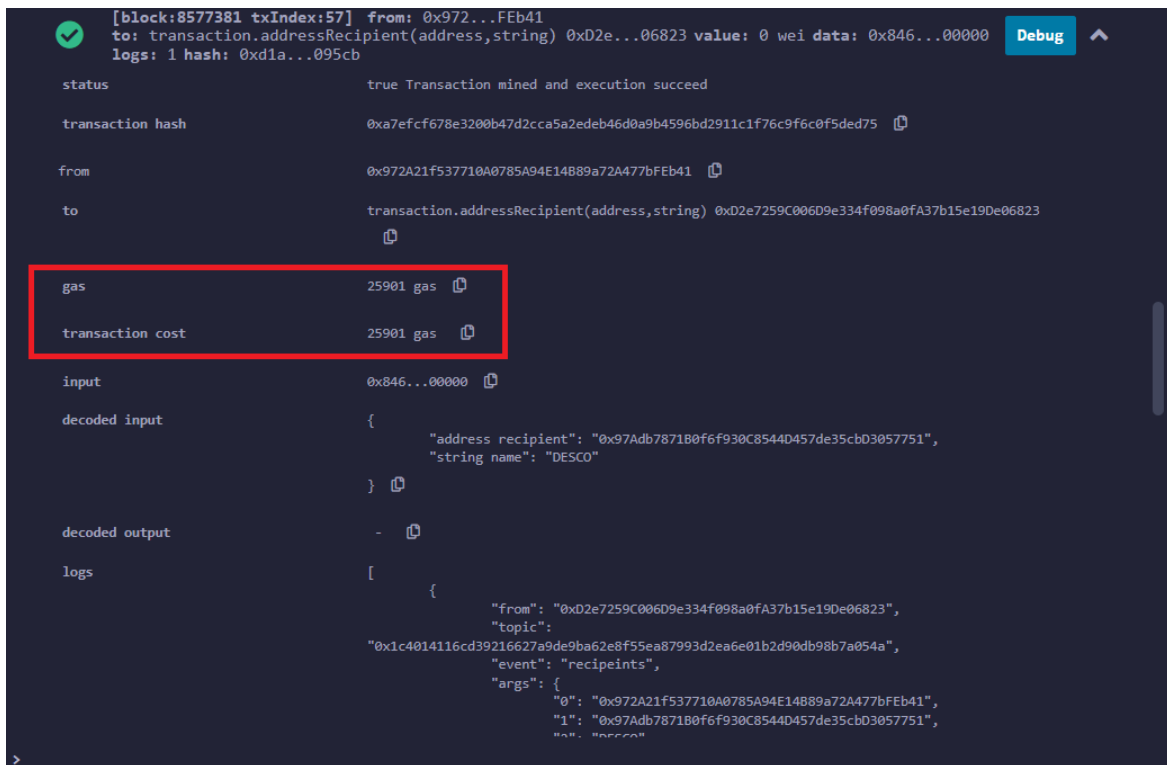 [block:8577381 txIndex:57] from: 0x972...FEb41
to: transaction.addressRecipient(address,string) 0xD2e...06823 value: 0 wei data: 0x846...00000
logs: 1 hash: 0xd1a...095cb
Debug
status true Transaction mined and execution succeed
transaction hash 0xa7efcf678e3200b47d2cca5a2edeb46d0a9b4596bd2911c1f76c9f6c0f5ded75
from 0x972A21f537710A0785A94E14B89a72A477bFEb41
to transaction.addressRecipient(address,string) 0xD2e7259C006D9e334f098a0fA37b15e19De06823
gas 25901 gas
transaction cost 25901 gas
input 0x846...00000
decoded input {
"address recipient": "0x97Adb7871B0f6f930C8544D457de35cbD3057751",
"string name": "DESCO"
}
decoded output -
logs [
{
"from": "0xD2e7259C006D9e334f098a0fA37b15e19De06823",
"topic":
"0x1c4014116cd39216627a9de9ba62e8f55ea87993d2ea6e01b2d90db98b7a054a",
"event": "recipeints",
"args": {
"0": "0x972A21f537710A0785A94E14B89a72A477bFEb41",
"1": "0x97Adb7871B0f6f930C8544D457de35cbD3057751",
"2": "DESCO"
>